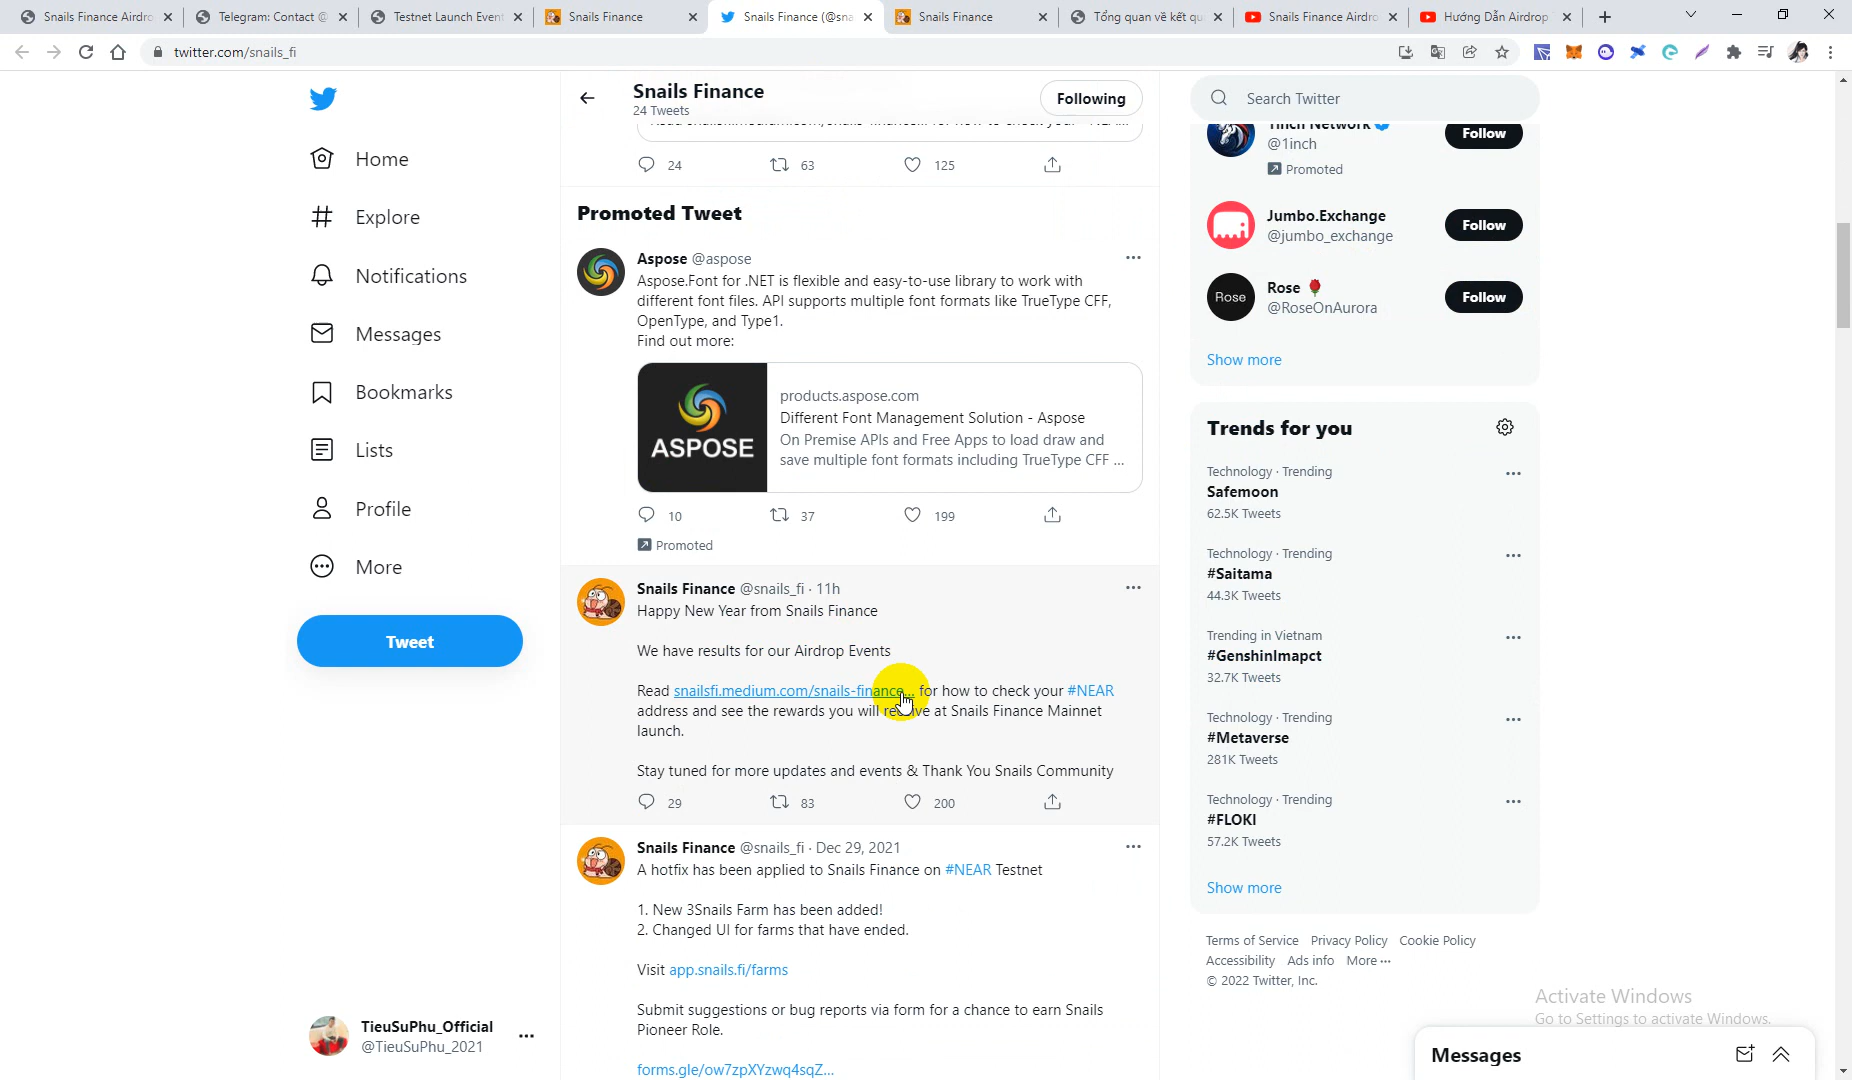 Snails Finance Airdro
Telegram: Contact @
Testnet Launch Even
Snails Finance
Snails Finance (@sna
Snails Finance
Tổng quan về kết qu
Snails Finance Airdro
Hướng Dẫn Airdrop
twitter.com/snails_fi
Home
Explore
Notifications
Messages
Bookmarks
Lists
Profile
More
Tweet
TieuSuPhu_Official
@TieuSuPhu_2021
Snails Finance
24 Tweets
Following
24 63 125
Promoted Tweet
Aspose @aspose
Aspose.Font for .NET is flexible and easy-to-use library to work with
different font files. API supports multiple font formats like TrueType CFF,
OpenType, and Type1.
Find out more:
ASPOSE
products.aspose.com
Different Font Management Solution - Aspose
On Premise APIs and Free Apps to load draw and
save multiple font formats including TrueType CFF ...
10 37 199
Promoted
Snails Finance @snails_fi · 11h
Happy New Year from Snails Finance
We have results for our Airdrop Events
Read snailsfi.medium.com/snails-finance... for how to check your #NEAR
address and see the rewards you will receive at Snails Finance Mainnet
launch.
Stay tuned for more updates and events & Thank You Snails Community
29 83 200
Snails Finance @snails_fi · Dec 29, 2021
A hotfix has been applied to Snails Finance on #NEAR Testnet
1. New 3Snails Farm has been added!
2. Changed UI for farms that have ended.
Visit app.snails.fi/farms
Submit suggestions or bug reports via form for a chance to earn Snails
Pioneer Role.
forms.gle/ow7zpXYzwq4sqZ...
Search Twitter
1inch Network
@1inch
Promoted
Follow
Jumbo.Exchange
@jumbo_exchange
Follow
Rose
Rose
@RoseOnAurora
Follow
Show more
Trends for you
Technology · Trending
Safemoon
62.5K Tweets
Technology · Trending
#Saitama
44.3K Tweets
Trending in Vietnam
#GenshinImapct
32.7K Tweets
Technology · Trending
#Metaverse
281K Tweets
Technology · Trending
#FLOKI
57.2K Tweets
Show more
Terms of Service Privacy Policy Cookie Policy
Accessibility Ads info More ···
© 2022 Twitter, Inc.
Activate Windows
Go to Settings to activate Windows.
Messages